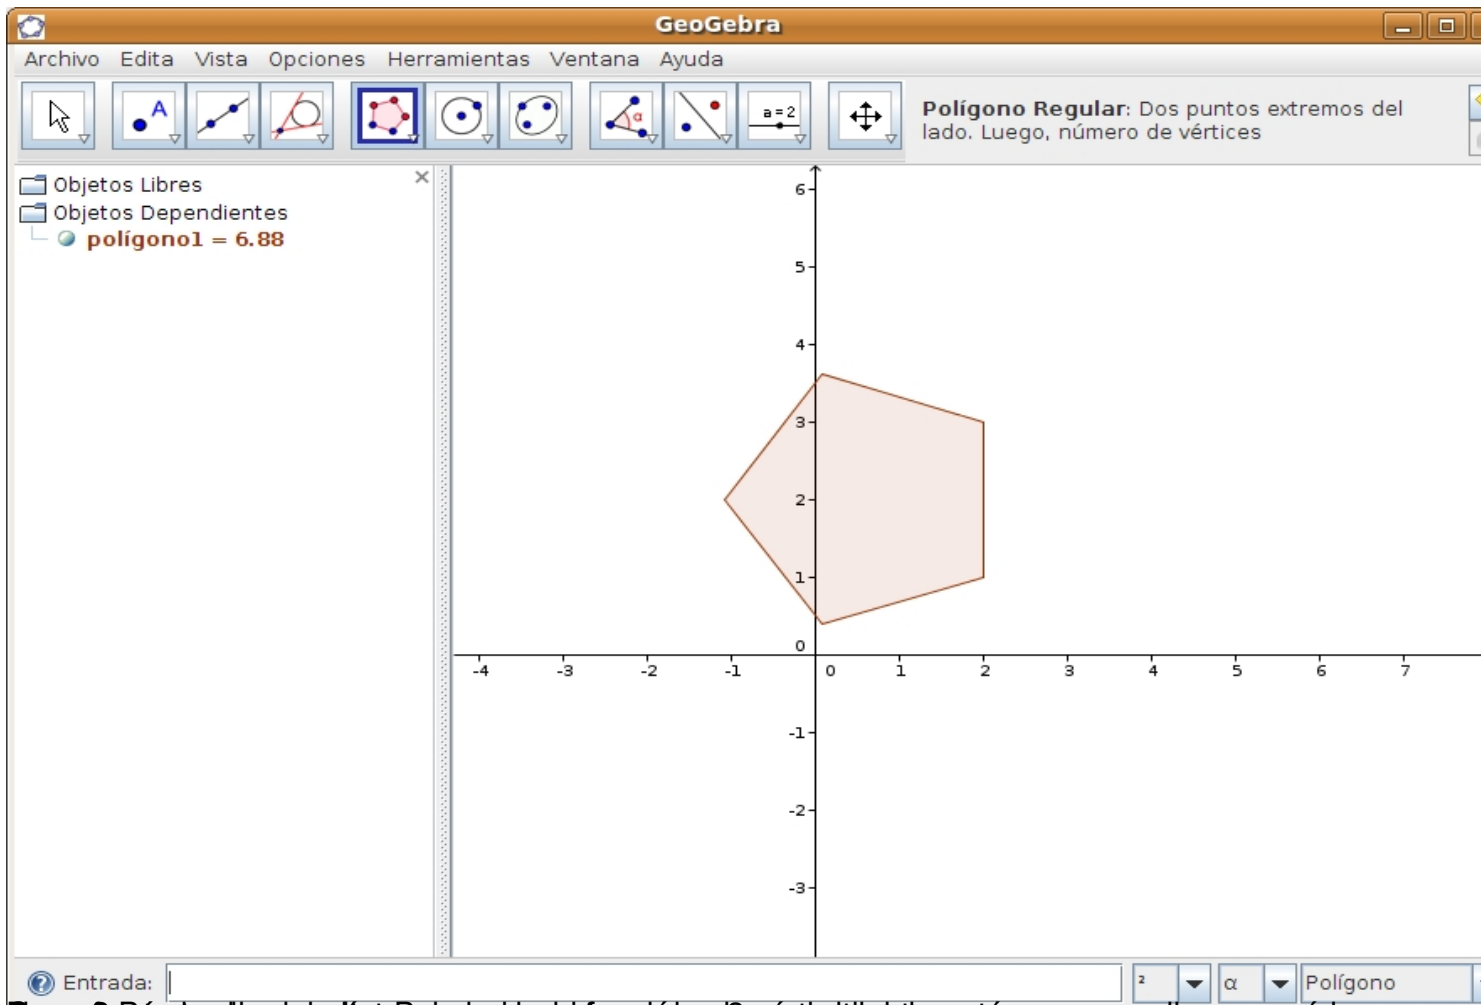 GeoGebra
Archivo Edita Vista Opciones Herramientas Ventana Ayuda
A
α
a=2
Polígono Regular: Dos puntos extremos del
lado. Luego, número de vértices
Objetos Libres
Objetos Dependientes
polígono1 = 6.88
6
5
4
3
2
1
0
-4 -3 -2 -1 0 1 2 3 4 5 6 7
-1
-2
-3
Entrada:
² α Polígono